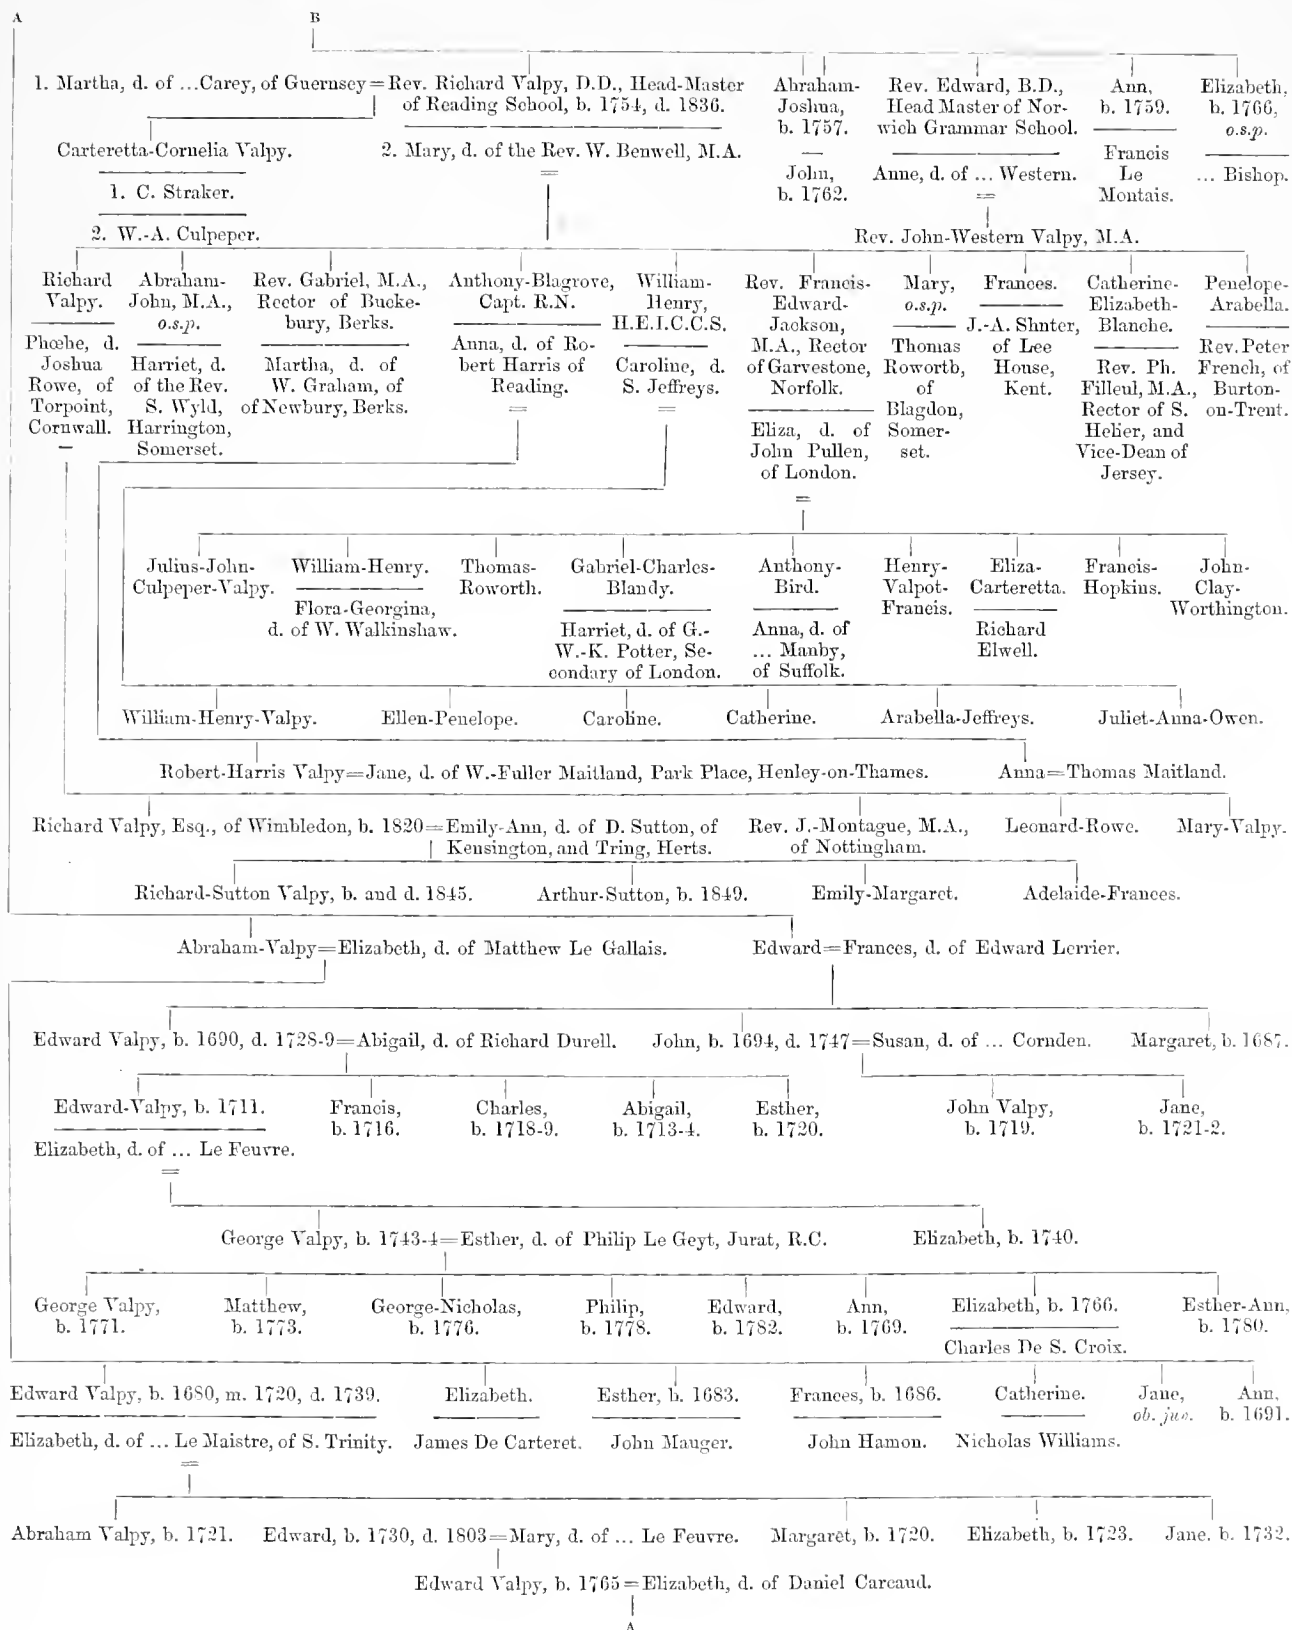 A
B
1. Martha, d. of ...Carey, of Guernsey=Rev. Richard Valpy, D.D., Head-Master
of Reading School, b. 1754, d. 1836.
2. Mary, d. of the Rev. W. Benwell, M.A.
=
Carteretta-Cornelia Valpy.
1. C. Straker.
2. W.-A. Culpeper.
Abraham-
Joshua,
b. 1757.
John,
b. 1762.
Rev. Edward, B.D.,
Head Master of Nor-
wich Grammar School.
Anne, d. of ... Western.
=
Rev. John-Western Valpy, M.A.
Ann,
b. 1759.
Francis
Le
Montais.
Elizabeth,
b. 1766,
o.s.p.
... Bishop.
Richard
Valpy.
Phœbe, d.
Joshua
Rowe, of
Torpoint,
Cornwall.
Abraham-
John, M.A.,
o.s.p.
Harriet, d.
of the Rev.
S. Wyld,
Harrington,
Somerset.
Rev. Gabriel, M.A.,
Rector of Bucke-
bury, Berks.
Martha, d. of
W. Graham, of
of Newbury, Berks.
Anthony-Blagrove,
Capt. R.N.
Anna, d. of Ro-
bert Harris of
Reading.
=
William-
Henry,
H.E.I.C.C.S.
Caroline, d.
S. Jeffreys.
=
Rev. Francis-
Edward-
Jackson,
M.A., Rector
of Garvestone,
Norfolk.
Eliza, d. of
John Pullen,
of London.
=
Mary,
o.s.p.
Thomas
Roworth,
of
Blagdon,
Somer-
set.
Frances.
J.-A. Shuter,
of Lee
House,
Kent.
Catherine-
Elizabeth-
Blanche.
Rev. Ph.
Filleul, M.A.,
Rector of S.
Helier, and
Vice-Dean of
Jersey.
Penelope-
Arabella.
Rev. Peter
French, of
Burton-
on-Trent.
Julius-John-
Culpeper-Valpy.
William-Henry.
Flora-Georgina,
d. of W. Walkinshaw.
Thomas-
Roworth.
Gabriel-Charles-
Blandy.
Harriet, d. of G.-
W.-K. Potter, Se-
condary of London.
Anthony-
Bird.
Anna, d. of
... Manby,
of Suffolk.
Henry-
Valpot-
Francis.
Eliza-
Carteretta.
Richard
Elwell.
Francis-
Hopkins.
John-
Clay-
Worthington.
William-Henry-Valpy. Ellen-Penelope. Caroline. Catherine. Arabella-Jeffreys. Juliet-Anna-Owen.
Robert-Harris Valpy=Jane, d. of W.-Fuller Maitland, Park Place, Henley-on-Thames. Anna=Thomas Maitland.
Richard Valpy, Esq., of Wimbledon, b. 1820=Emily-Ann, d. of D. Sutton, of
Kensington, and Tring, Herts.
Rev. J.-Montague, M.A.,
of Nottingham.
Leonard-Rowe.
Mary-Valpy.
Richard-Sutton Valpy, b. and d. 1845. Arthur-Sutton, b. 1849. Emily-Margaret. Adelaide-Frances.
Abraham-Valpy=Elizabeth, d. of Matthew Le Gallais. Edward=Frances, d. of Edward Lerrier.
Edward Valpy, b. 1690, d. 1728-9=Abigail, d. of Richard Durell. John, b. 1694, d. 1747=Susan, d. of ... Cornden. Margaret, b. 1687.
Edward-Valpy, b. 1711.
Elizabeth, d. of ... Le Feuvre.
=
Francis,
b. 1716.
Charles,
b. 1718-9.
Abigail,
b. 1713-4.
Esther,
b. 1720.
John Valpy,
b. 1719.
Jane,
b. 1721-2.
George Valpy, b. 1743-4=Esther, d. of Philip Le Geyt, Jurat, R.C. Elizabeth, b. 1740.
George Valpy,
b. 1771.
Matthew,
b. 1773.
George-Nicholas,
b. 1776.
Philip,
b. 1778.
Edward,
b. 1782.
Ann,
b. 1769.
Elizabeth, b. 1766.
Charles De S. Croix.
Esther-Ann,
b. 1780.
Edward Valpy, b. 1680, m. 1720, d. 1739.
Elizabeth, d. of ... Le Maistre, of S. Trinity.
=
Elizabeth.
James De Carteret.
Esther, b. 1683.
John Mauger.
Frances, b. 1686.
John Hamon.
Catherine.
Nicholas Williams.
Jane,
ob. juv.
Ann,
b. 1691.
Abraham Valpy, b. 1721. Edward, b. 1730, d. 1803=Mary, d. of ... Le Feuvre. Margaret, b. 1720. Elizabeth, b. 1723. Jane. b. 1732.
Edward Valpy, b. 1765=Elizabeth, d. of Daniel Carcaud.
A